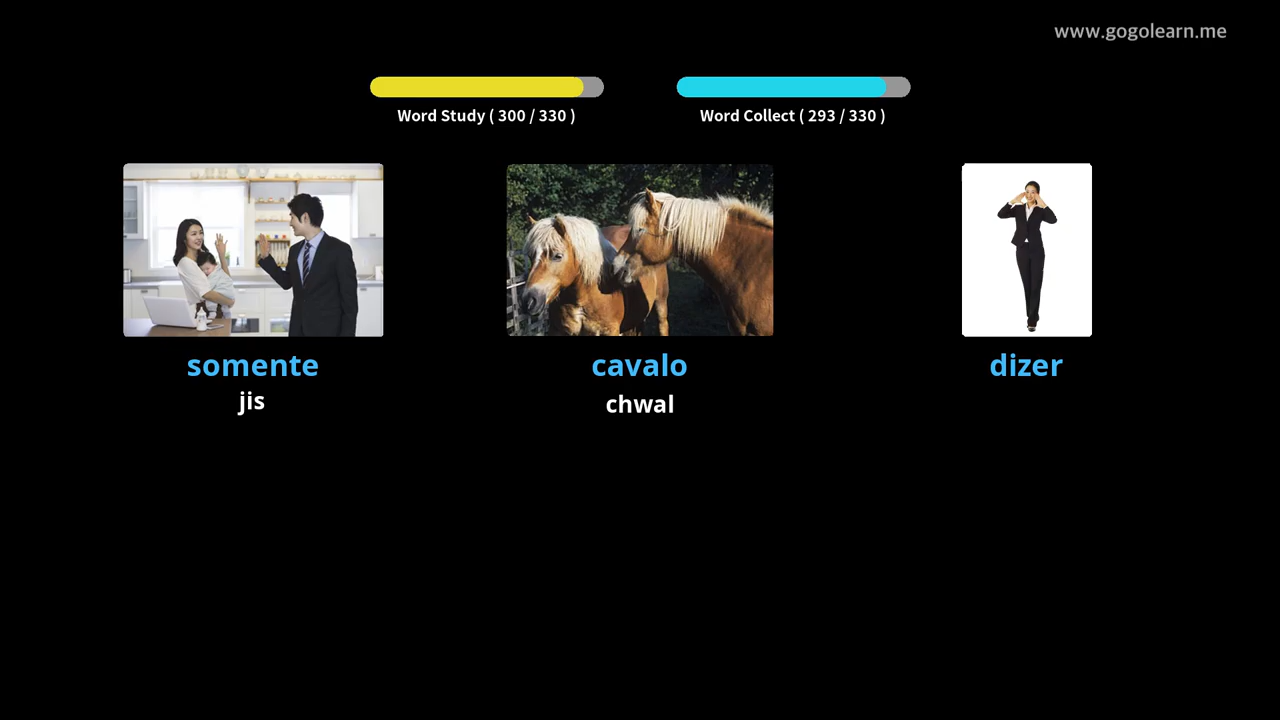 www.gogolearn.me
Word Study ( 300 / 330 )
Word Collect ( 293 / 330 )
somente
cavalo
dizer
jis
chwal